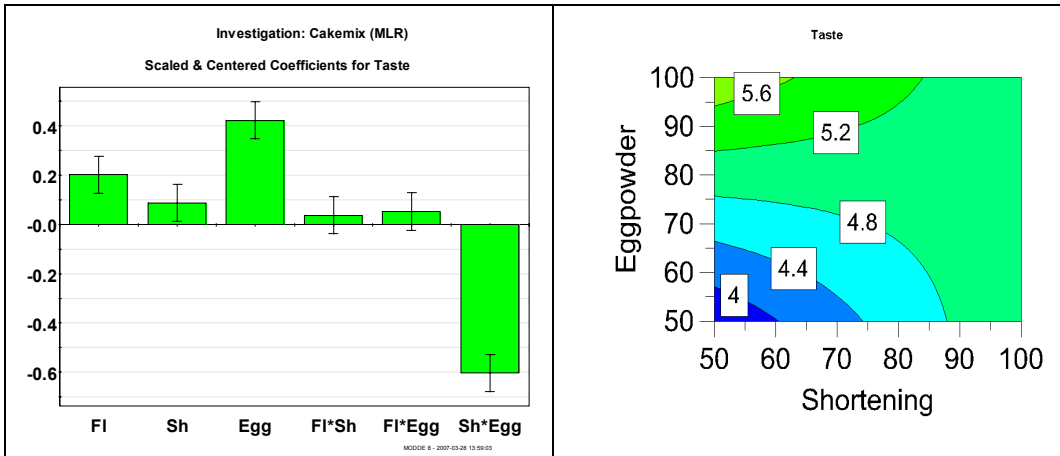 Investigation: Cakemix (MLR)
Scaled & Centered Coefficients for Taste
0.4
0.2
-0.0
-0.2
-0.4
-0.6
Fl Sh Egg Fl*Sh Fl*Egg Sh*Egg
MODDE 8 - 2007-03-28 13:59:03
Taste
Eggpowder
100
90
80
70
60
50
5.6
5.2
4.8
4.4
4
50 60 70 80 90 100
Shortening